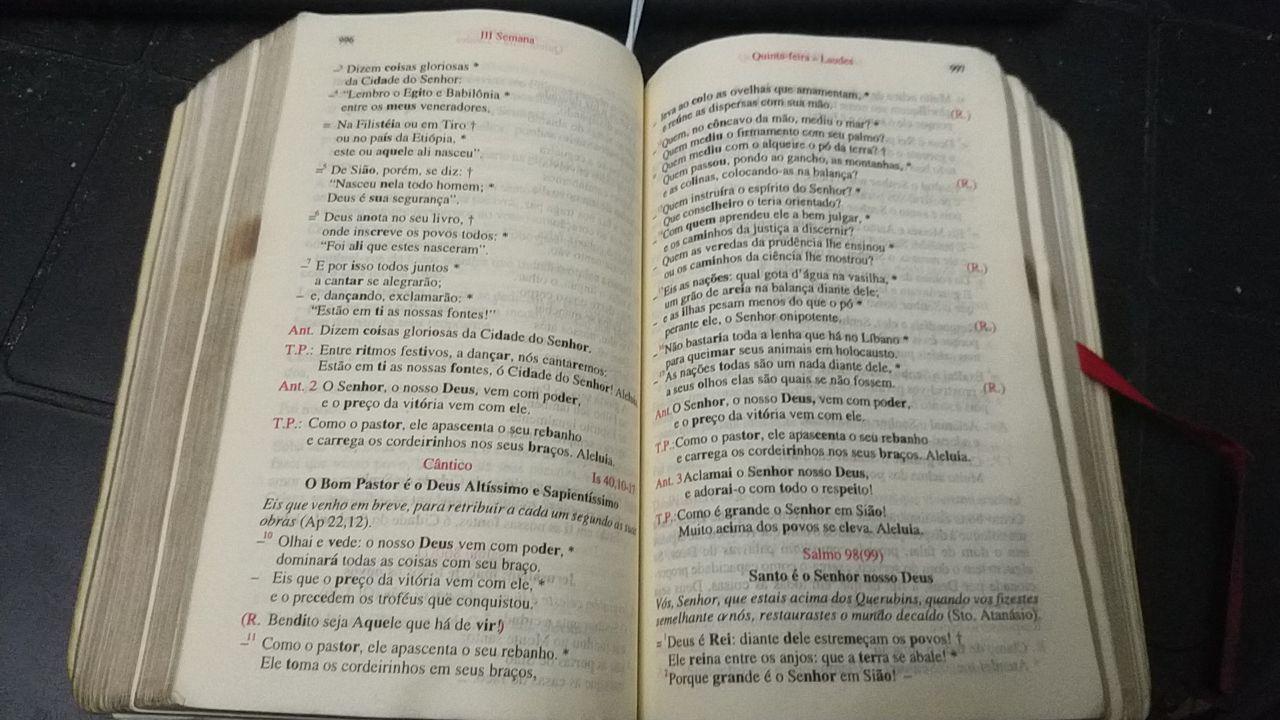 996
III Semana
–³ Dizem coisas gloriosas *
da Cidade do Senhor:
–⁴ “Lembro o Egito e Babilônia *
entre os meus veneradores.
= Na Filistéia ou em Tiro †
ou no país da Etiópia, *
este ou aquele ali nasceu”.
=⁵ De Sião, porém, se diz: †
“Nasceu nela todo homem; *
Deus é sua segurança”.
=⁶ Deus anota no seu livro, †
onde inscreve os povos todos: *
“Foi ali que estes nasceram”.
–⁷ E por isso todos juntos *
a cantar se alegrarão;
– e, dançando, exclamarão: *
“Estão em ti as nossas fontes!”
Ant. Dizem coisas gloriosas da Cidade do Senhor.
T.P.: Entre ritmos festivos, a dançar, nós cantaremos:
Estão em ti as nossas fontes, ó Cidade do Senhor! Aleluia.
Ant. 2 O Senhor, o nosso Deus, vem com poder,
e o preço da vitória vem com ele.
T.P.: Como o pastor, ele apascenta o seu rebanho
e carrega os cordeirinhos nos seus braços. Aleluia.
Cântico
Is 40,10-17
O Bom Pastor é o Deus Altíssimo e Sapientíssimo
Eis que venho em breve, para retribuir a cada um segundo as suas
obras (Ap 22,12).
–¹⁰ Olhai e vede: o nosso Deus vem com poder, *
dominará todas as coisas com seu braço.
– Eis que o preço da vitória vem com ele, *
e o precedem os troféus que conquistou.
(R. Bendito seja Aquele que há de vir!)
–¹¹ Como o pastor, ele apascenta o seu rebanho. *
Ele toma os cordeirinhos em seus braços,
Quinta-feira – Laudes
997
– leva ao colo as ovelhas que amamentam, *
e reúne as dispersas com sua mão. (R.)
–¹² Quem, no côncavo da mão, mediu o mar? *
Quem mediu o firmamento com seu palmo?
= Quem mediu com o alqueire o pó da terra? †
Quem passou, pondo ao gancho, as montanhas, *
e as colinas, colocando-as na balança? (R.)
–¹³ Quem instruíra o espírito do Senhor? *
Que conselheiro o teria orientado?
–¹⁴ Com quem aprendeu ele a bem julgar, *
e os caminhos da justiça a discernir?
– Quem as veredas da prudência lhe ensinou *
ou os caminhos da ciência lhe mostrou? (R.)
–¹⁵ Eis as nações: qual gota d’água na vasilha, *
um grão de areia na balança diante dele;
– e as ilhas pesam menos do que o pó *
perante ele, o Senhor onipotente. (R.)
–¹⁶ Não bastaria toda a lenha que há no Líbano *
para queimar seus animais em holocausto.
–¹⁷ As nações todas são um nada diante dele, *
a seus olhos elas são quais se não fossem. (R.)
Ant. O Senhor, o nosso Deus, vem com poder,
e o preço da vitória vem com ele.
T.P.: Como o pastor, ele apascenta o seu rebanho
e carrega os cordeirinhos nos seus braços. Aleluia.
Ant. 3 Aclamai o Senhor nosso Deus,
e adorai-o com todo o respeito!
T.P.: Como é grande o Senhor em Sião!
Muito acima dos povos se eleva. Aleluia.
Salmo 98(99)
Santo é o Senhor nosso Deus
Vós, Senhor, que estais acima dos Querubins, quando vos fizestes
semelhante a nós, restaurastes o mundo decaído (Sto. Atanásio).
=¹ Deus é Rei: diante dele estremeçam os povos! †
Ele reina entre os anjos: que a terra se abale! *
² Porque grande é o Senhor em Sião! –